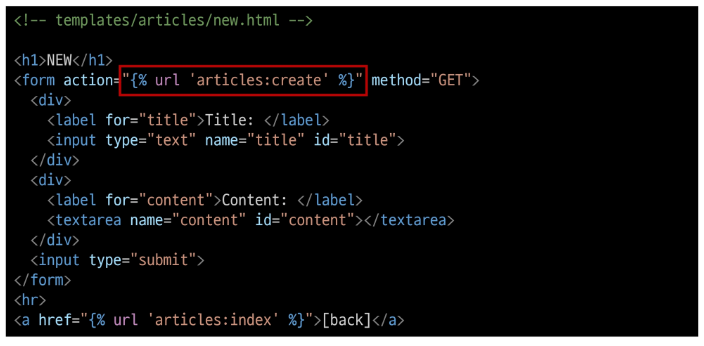 <!-- templates/articles/new.html -->
<h1>NEW</h1>
<form action="{% url 'articles:create' %}" method="GET">
<div>
<label for="title">Title: </label>
<input type="text" name="title" id="title">
</div>
<div>
<label for="content">Content: </label>
<textarea name="content" id="content"></textarea>
</div>
<input type="submit">
</form>
<hr>
<a href="{% url 'articles:index' %}">[back]</a>